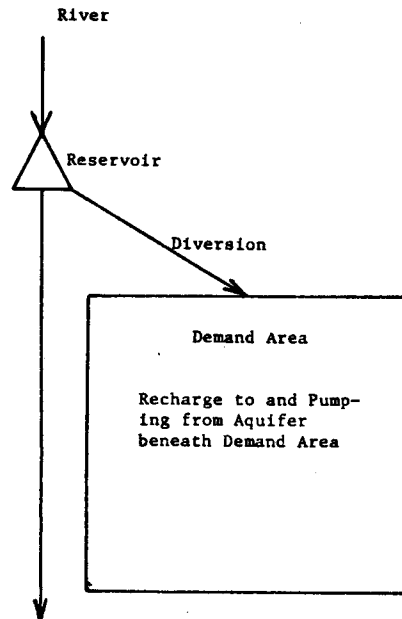 River
Reservoir
Diversion
Demand Area
Recharge to and Pump-
ing from Aquifer
beneath Demand Area